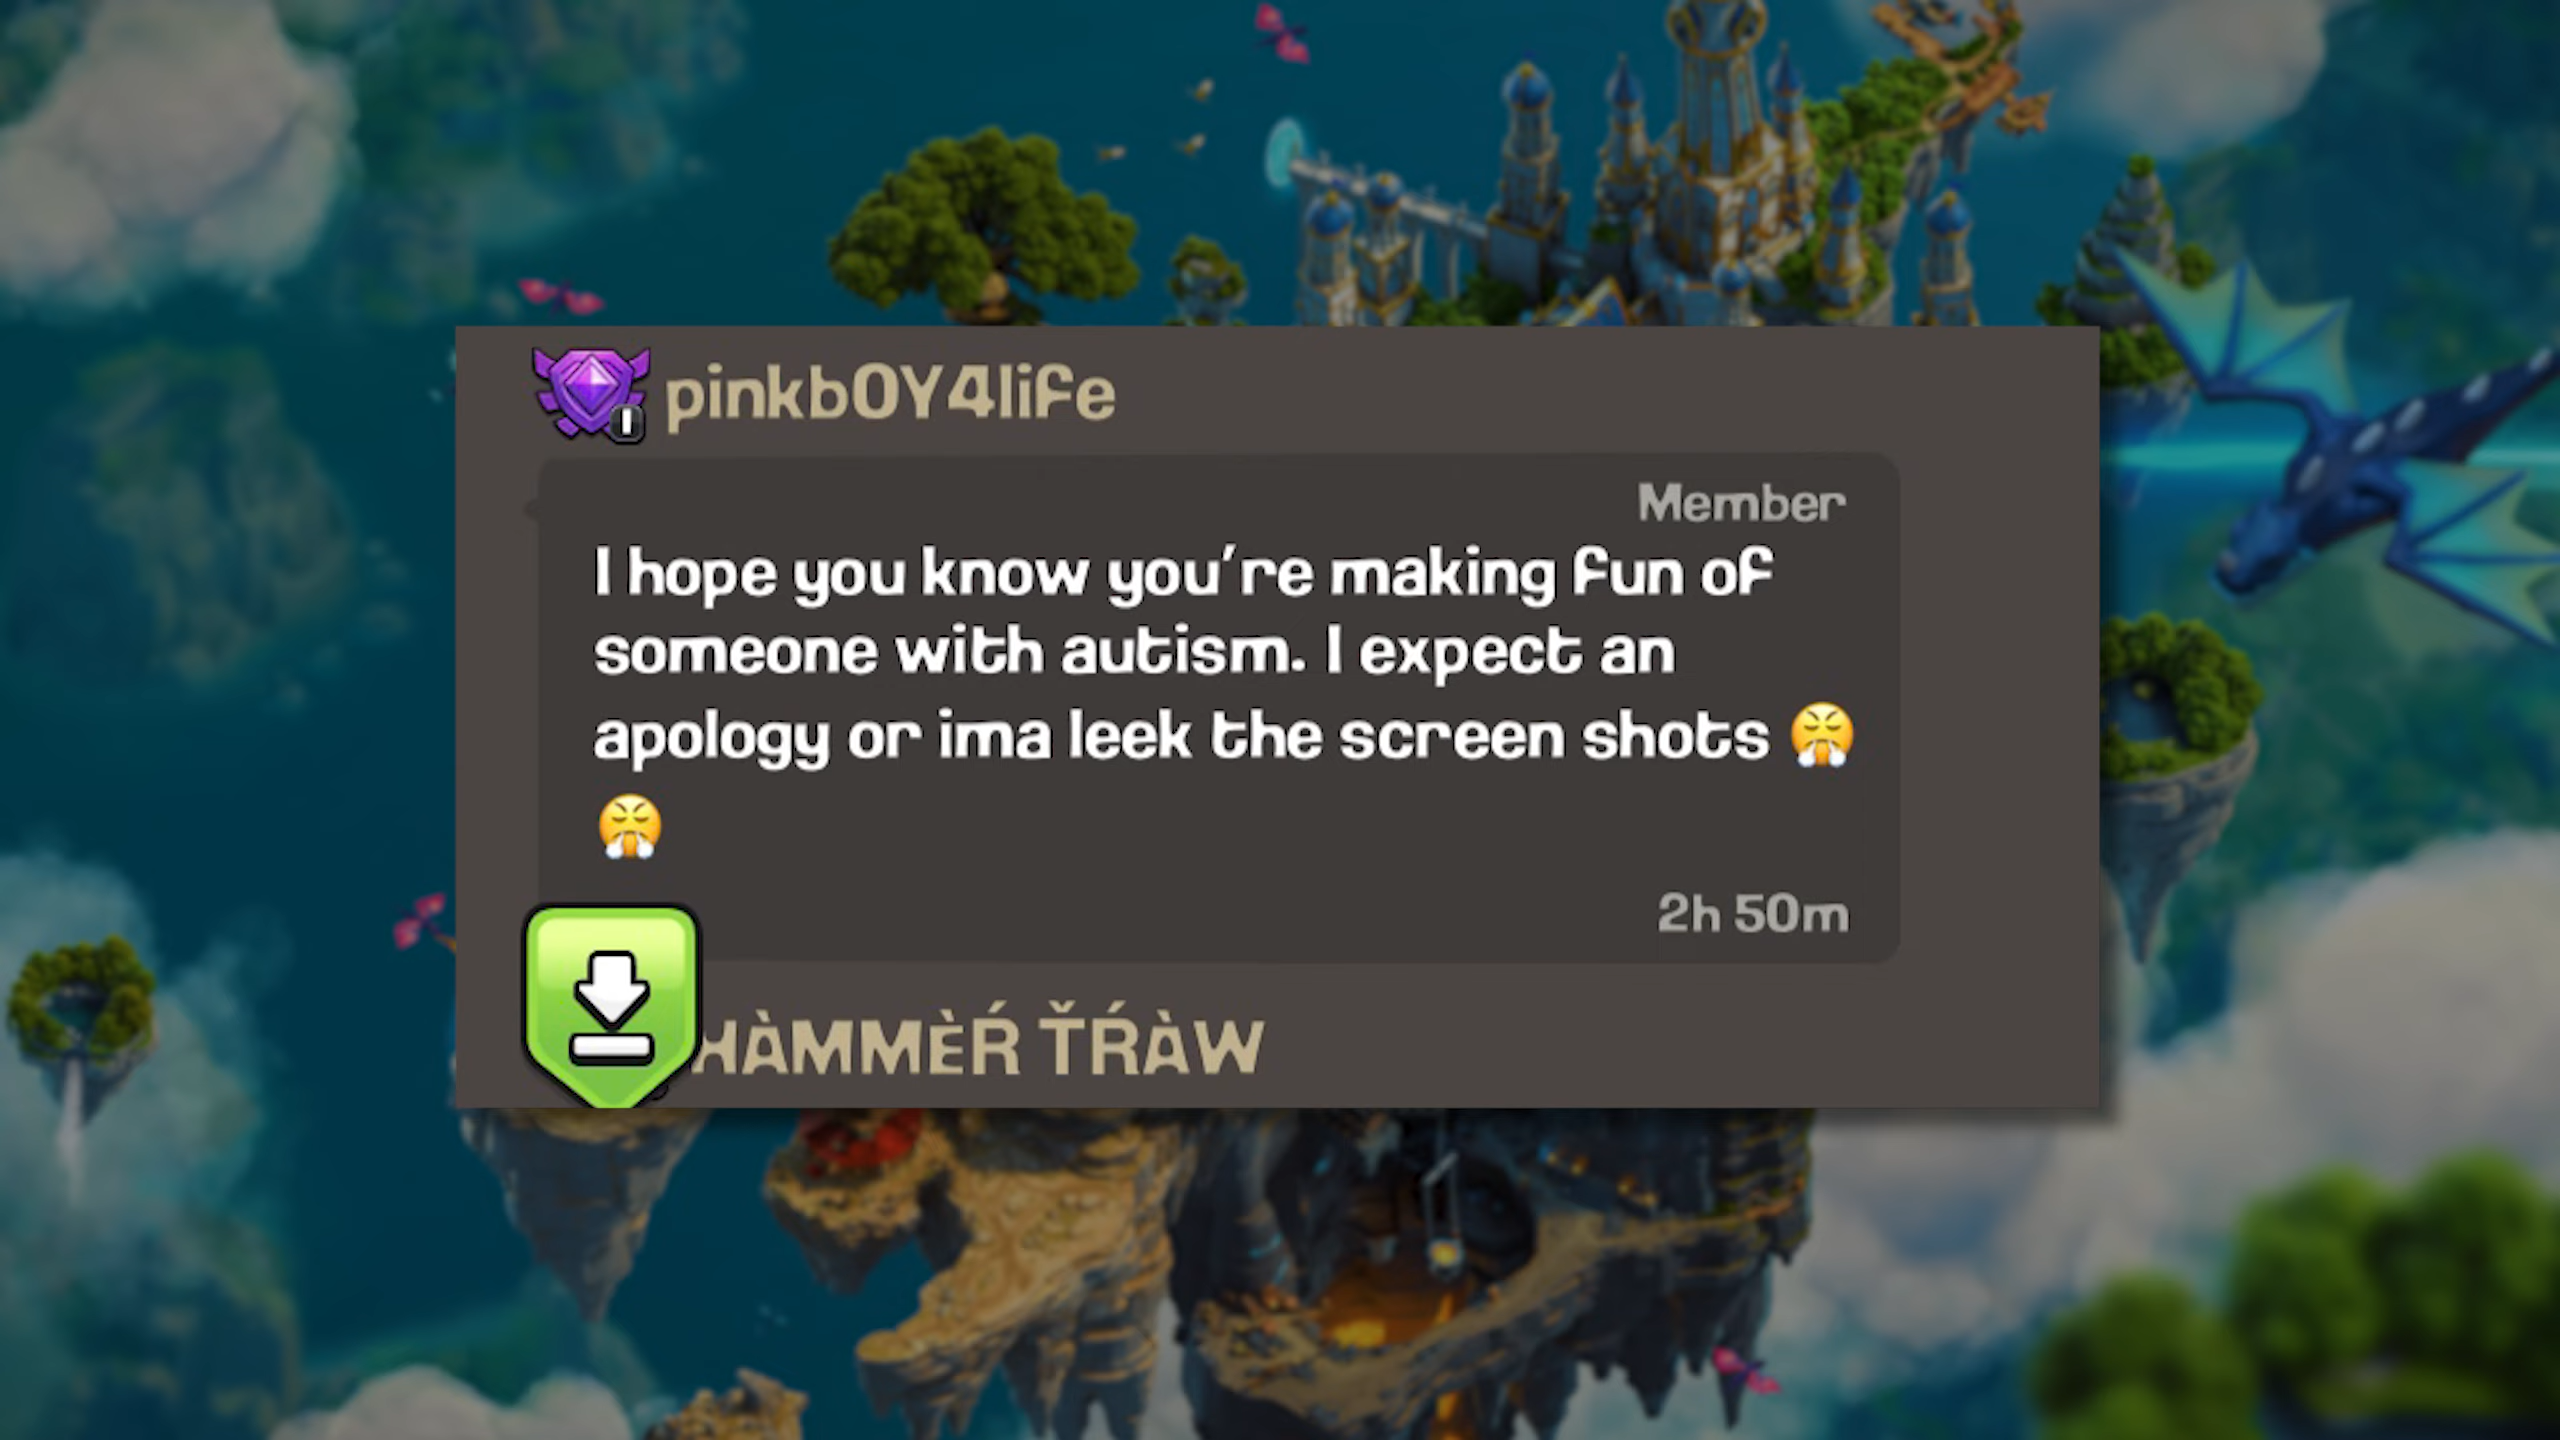 pinkb0Y4life
Member
I hope you know you're making fun of
someone with autism. I expect an
apology or ima leek the screen shots 😤
😤
2h 50m
HÀMMÈŔ ŤŔÀW